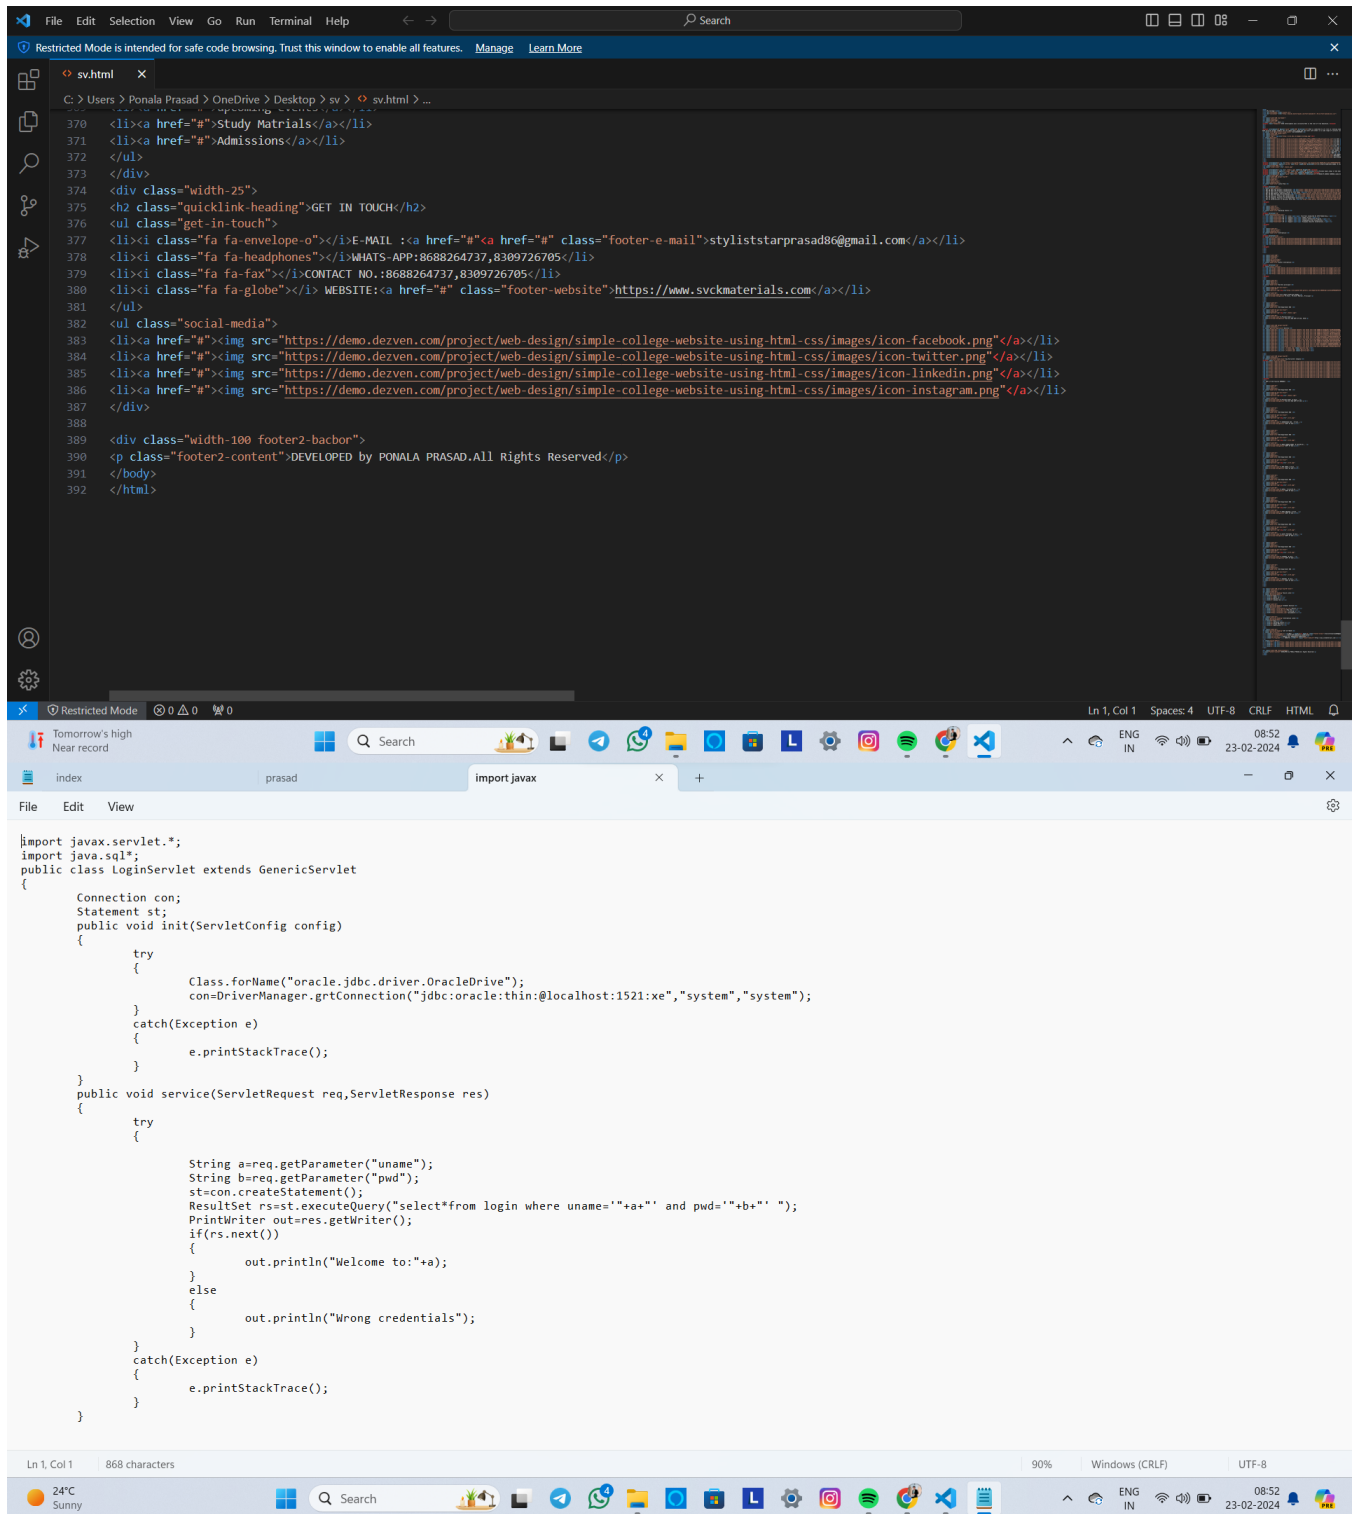 File Edit Selection View Go Run Terminal Help
Search
Restricted Mode is intended for safe code browsing. Trust this window to enable all features. Manage Learn More
sv.html
C: > Users > Ponala Prasad > OneDrive > Desktop > sv > sv.html > ...
370 <li><a href="#">Study Matrials</a></li>
371 <li><a href="#">Admissions</a></li>
372 </ul>
373 </div>
374 <div class="width-25">
375 <h2 class="quicklink-heading">GET IN TOUCH</h2>
376 <ul class="get-in-touch">
377 <li><i class="fa fa-envelope-o"></i>E-MAIL :<a href="#"<a href="#" class="footer-e-mail">styliststarprasad86@gmail.com</a></li>
378 <li><i class="fa fa-headphones"></i>WHATS-APP:8688264737,8309726705</li>
379 <li><i class="fa fa-fax"></i>CONTACT NO.:8688264737,8309726705</li>
380 <li><i class="fa fa-globe"></i> WEBSITE:<a href="#" class="footer-website">https://www.svckmaterials.com</a></li>
381 </ul>
382 <ul class="social-media">
383 <li><a href="#"><img src="https://demo.dezven.com/project/web-design/simple-college-website-using-html-css/images/icon-facebook.png"</a></li>
384 <li><a href="#"><img src="https://demo.dezven.com/project/web-design/simple-college-website-using-html-css/images/icon-twitter.png"</a></li>
385 <li><a href="#"><img src="https://demo.dezven.com/project/web-design/simple-college-website-using-html-css/images/icon-linkedin.png"</a></li>
386 <li><a href="#"><img src="https://demo.dezven.com/project/web-design/simple-college-website-using-html-css/images/icon-instagram.png"</a></li>
387 </div>
388
389 <div class="width-100 footer2-bacbor">
390 <p class="footer2-content">DEVELOPED by PONALA PRASAD.All Rights Reserved</p>
391 </body>
392 </html>
Restricted Mode 0 0 0 Ln 1, Col 1 Spaces: 4 UTF-8 CRLF HTML
Tomorrow's high
Near record
Search
4
L
ENG
IN
08:52
23-02-2024
PRE
index prasad import javax
File Edit View
import javax.servlet.*;
import java.sql*;
public class LoginServlet extends GenericServlet
{
Connection con;
Statement st;
public void init(ServletConfig config)
{
try
{
Class.forName("oracle.jdbc.driver.OracleDrive");
con=DriverManager.grtConnection("jdbc:oracle:thin:@localhost:1521:xe","system","system");
}
catch(Exception e)
{
e.printStackTrace();
}
}
public void service(ServletRequest req,ServletResponse res)
{
try
{
String a=req.getParameter("uname");
String b=req.getParameter("pwd");
st=con.createStatement();
ResultSet rs=st.executeQuery("select*from login where uname='"+a+"' and pwd='"+b+"' ");
PrintWriter out=res.getWriter();
if(rs.next())
{
out.println("Welcome to:"+a);
}
else
{
out.println("Wrong credentials");
}
}
catch(Exception e)
{
e.printStackTrace();
}
}
Ln 1, Col 1 868 characters 90% Windows (CRLF) UTF-8
24°C
Sunny
Search
4
L
ENG
IN
08:52
23-02-2024
PRE